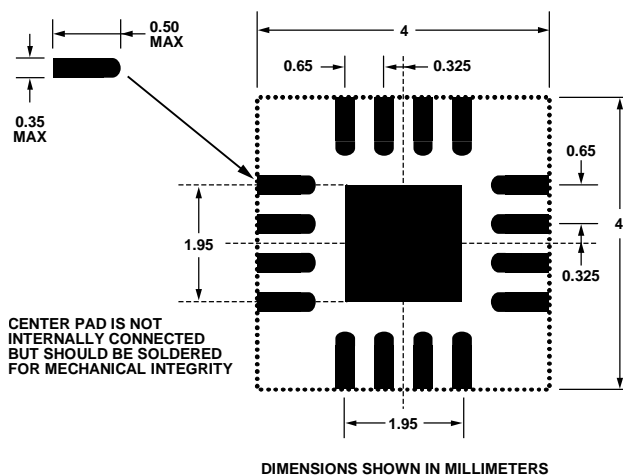 0.50
MAX
4
0.65
0.325
0.35
MAX
0.65
4
1.95
0.325
CENTER PAD IS NOT
INTERNALLY CONNECTED
BUT SHOULD BE SOLDERED
FOR MECHANICAL INTEGRITY
1.95
DIMENSIONS SHOWN IN MILLIMETERS